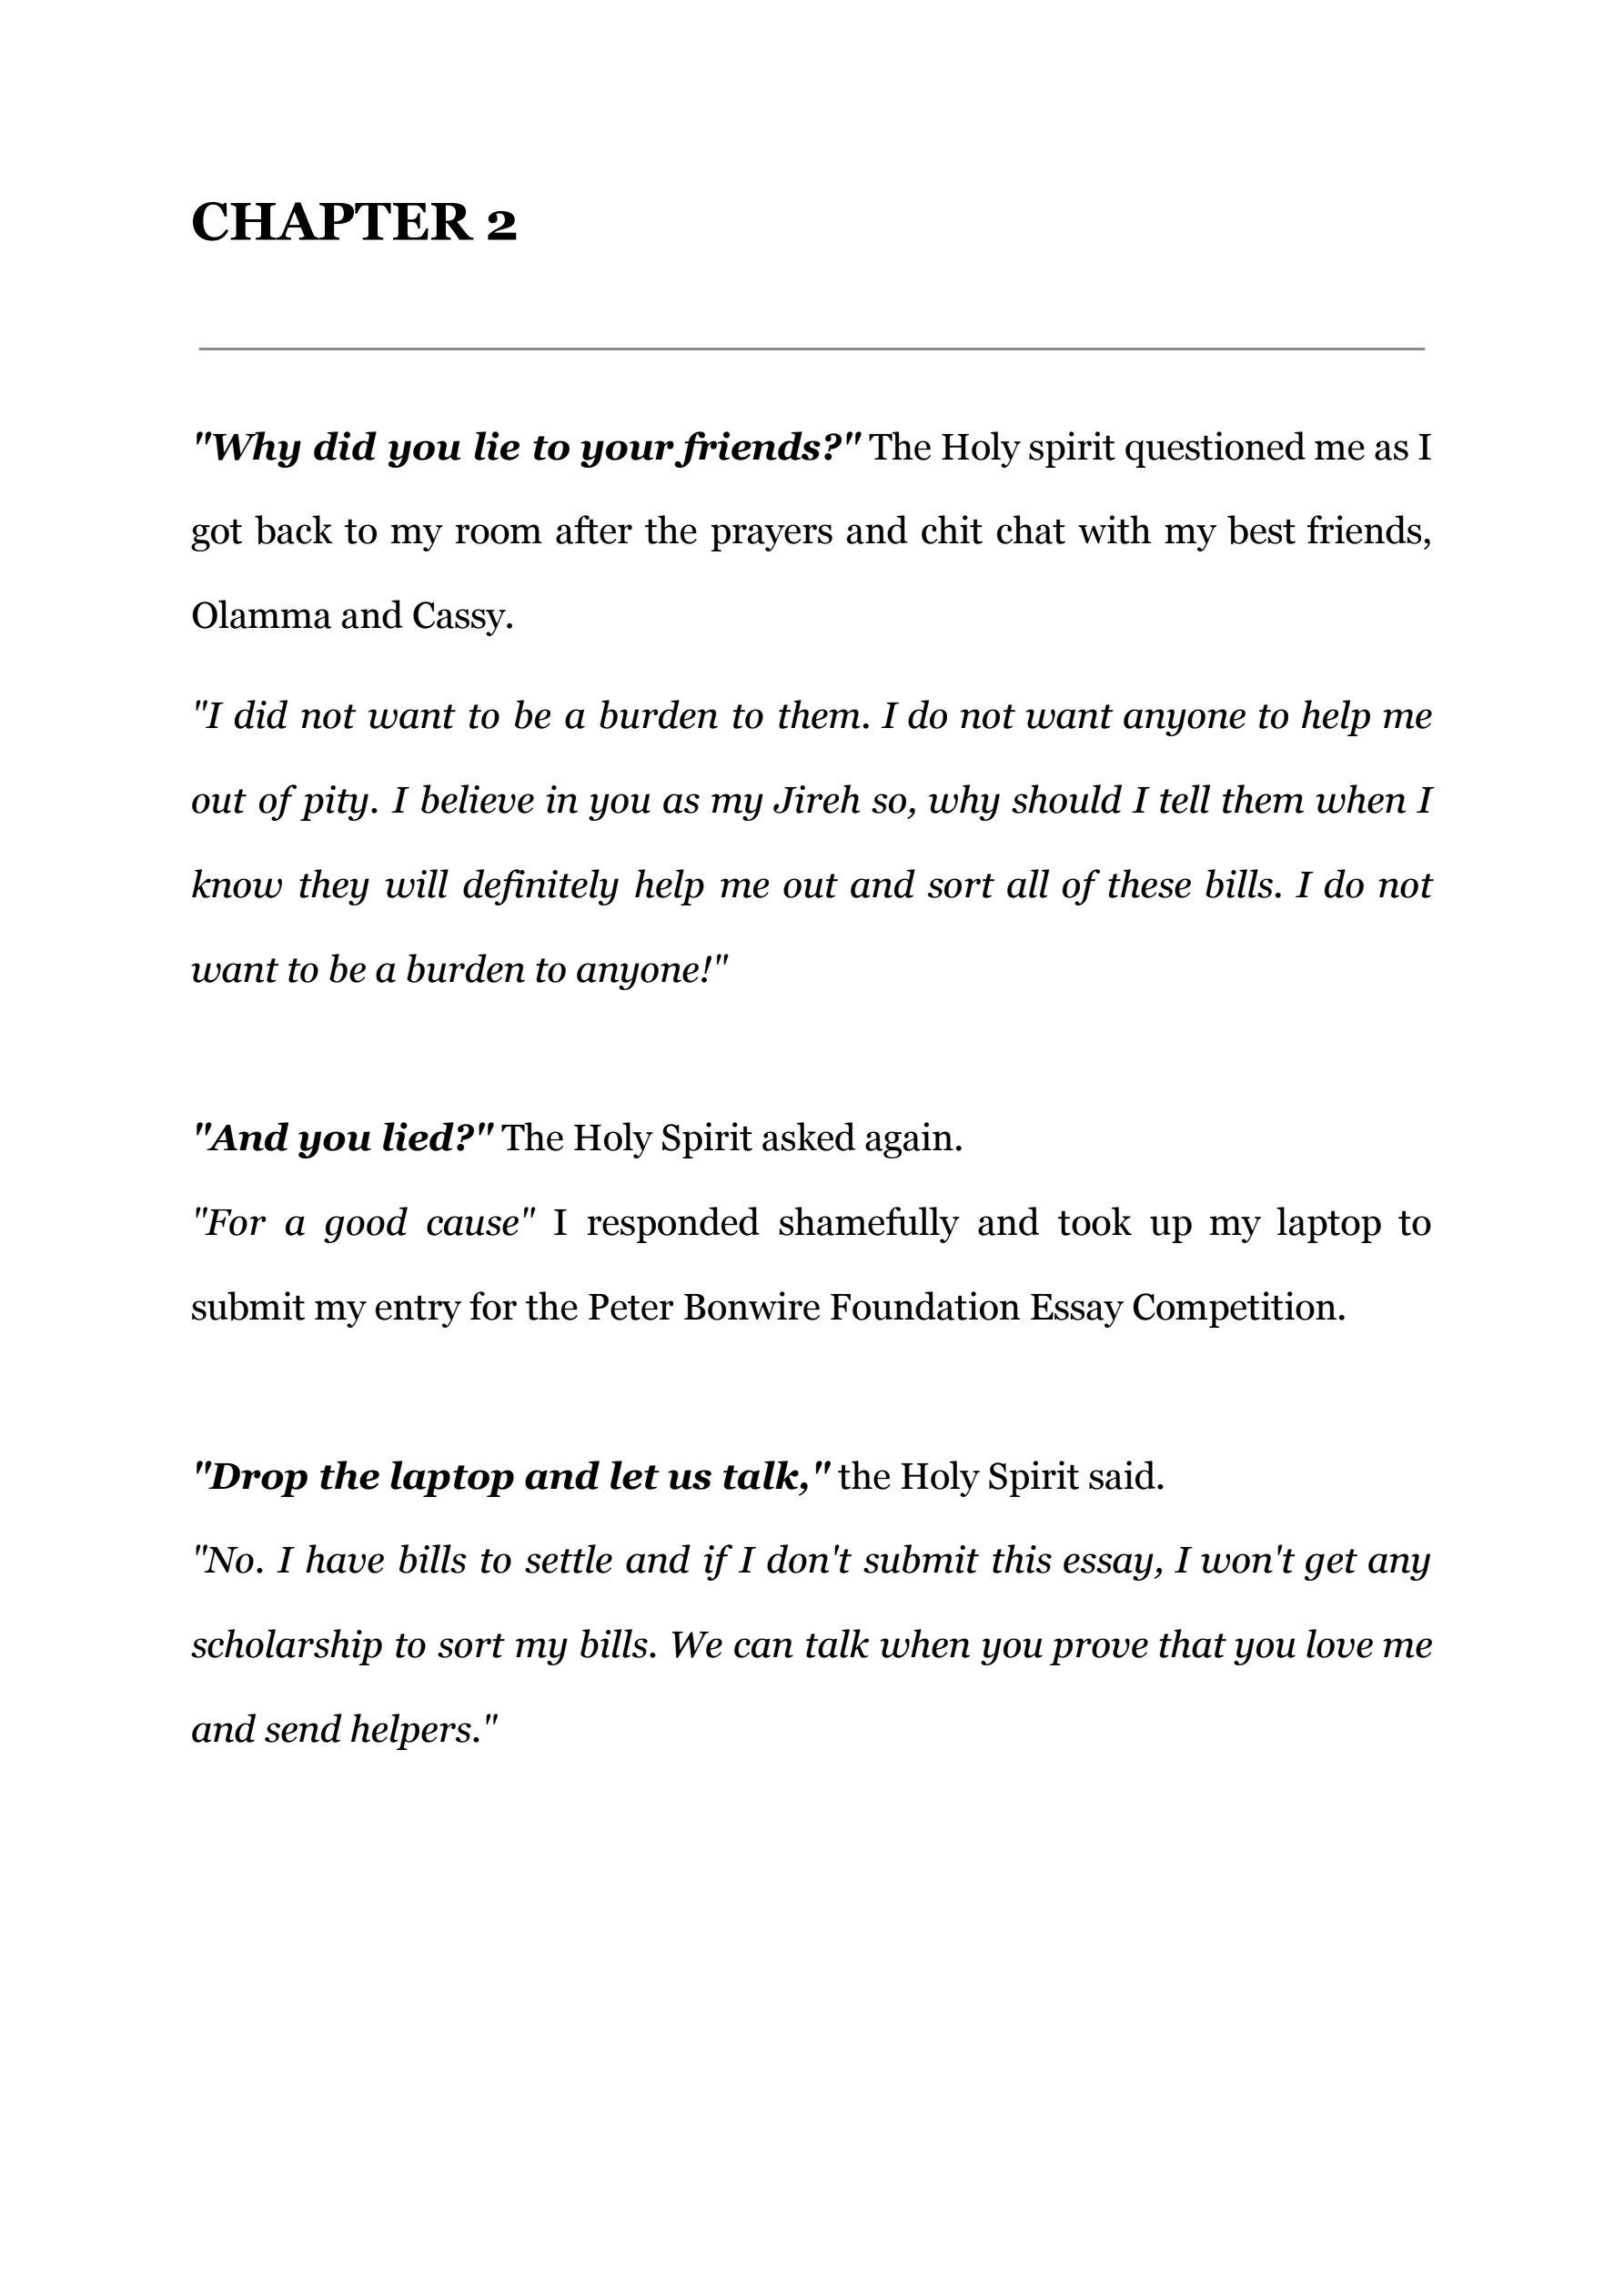 CHAPTER 2
"Why did you lie to your friends?" The Holy spirit questioned me as I
got back to my room after the prayers and chit chat with my best friends,
Olamma and Cassy.
"I did not want to be a burden to them. I do not want anyone to help me
out of pity. I believe in you as my Jireh so, why should I tell them when I
know they will definitely help me out and sort all of these bills. I do not
want to be a burden to anyone!"
"And you lied?" The Holy Spirit asked again.
"For a good cause" I responded shamefully and took up my laptop to
submit my entry for the Peter Bonwire Foundation Essay Competition.
"Drop the laptop and let us talk," the Holy Spirit said.
"No. I have bills to settle and if I don't submit this essay, I won't get any
scholarship to sort my bills. We can talk when you prove that you love me
and send helpers."